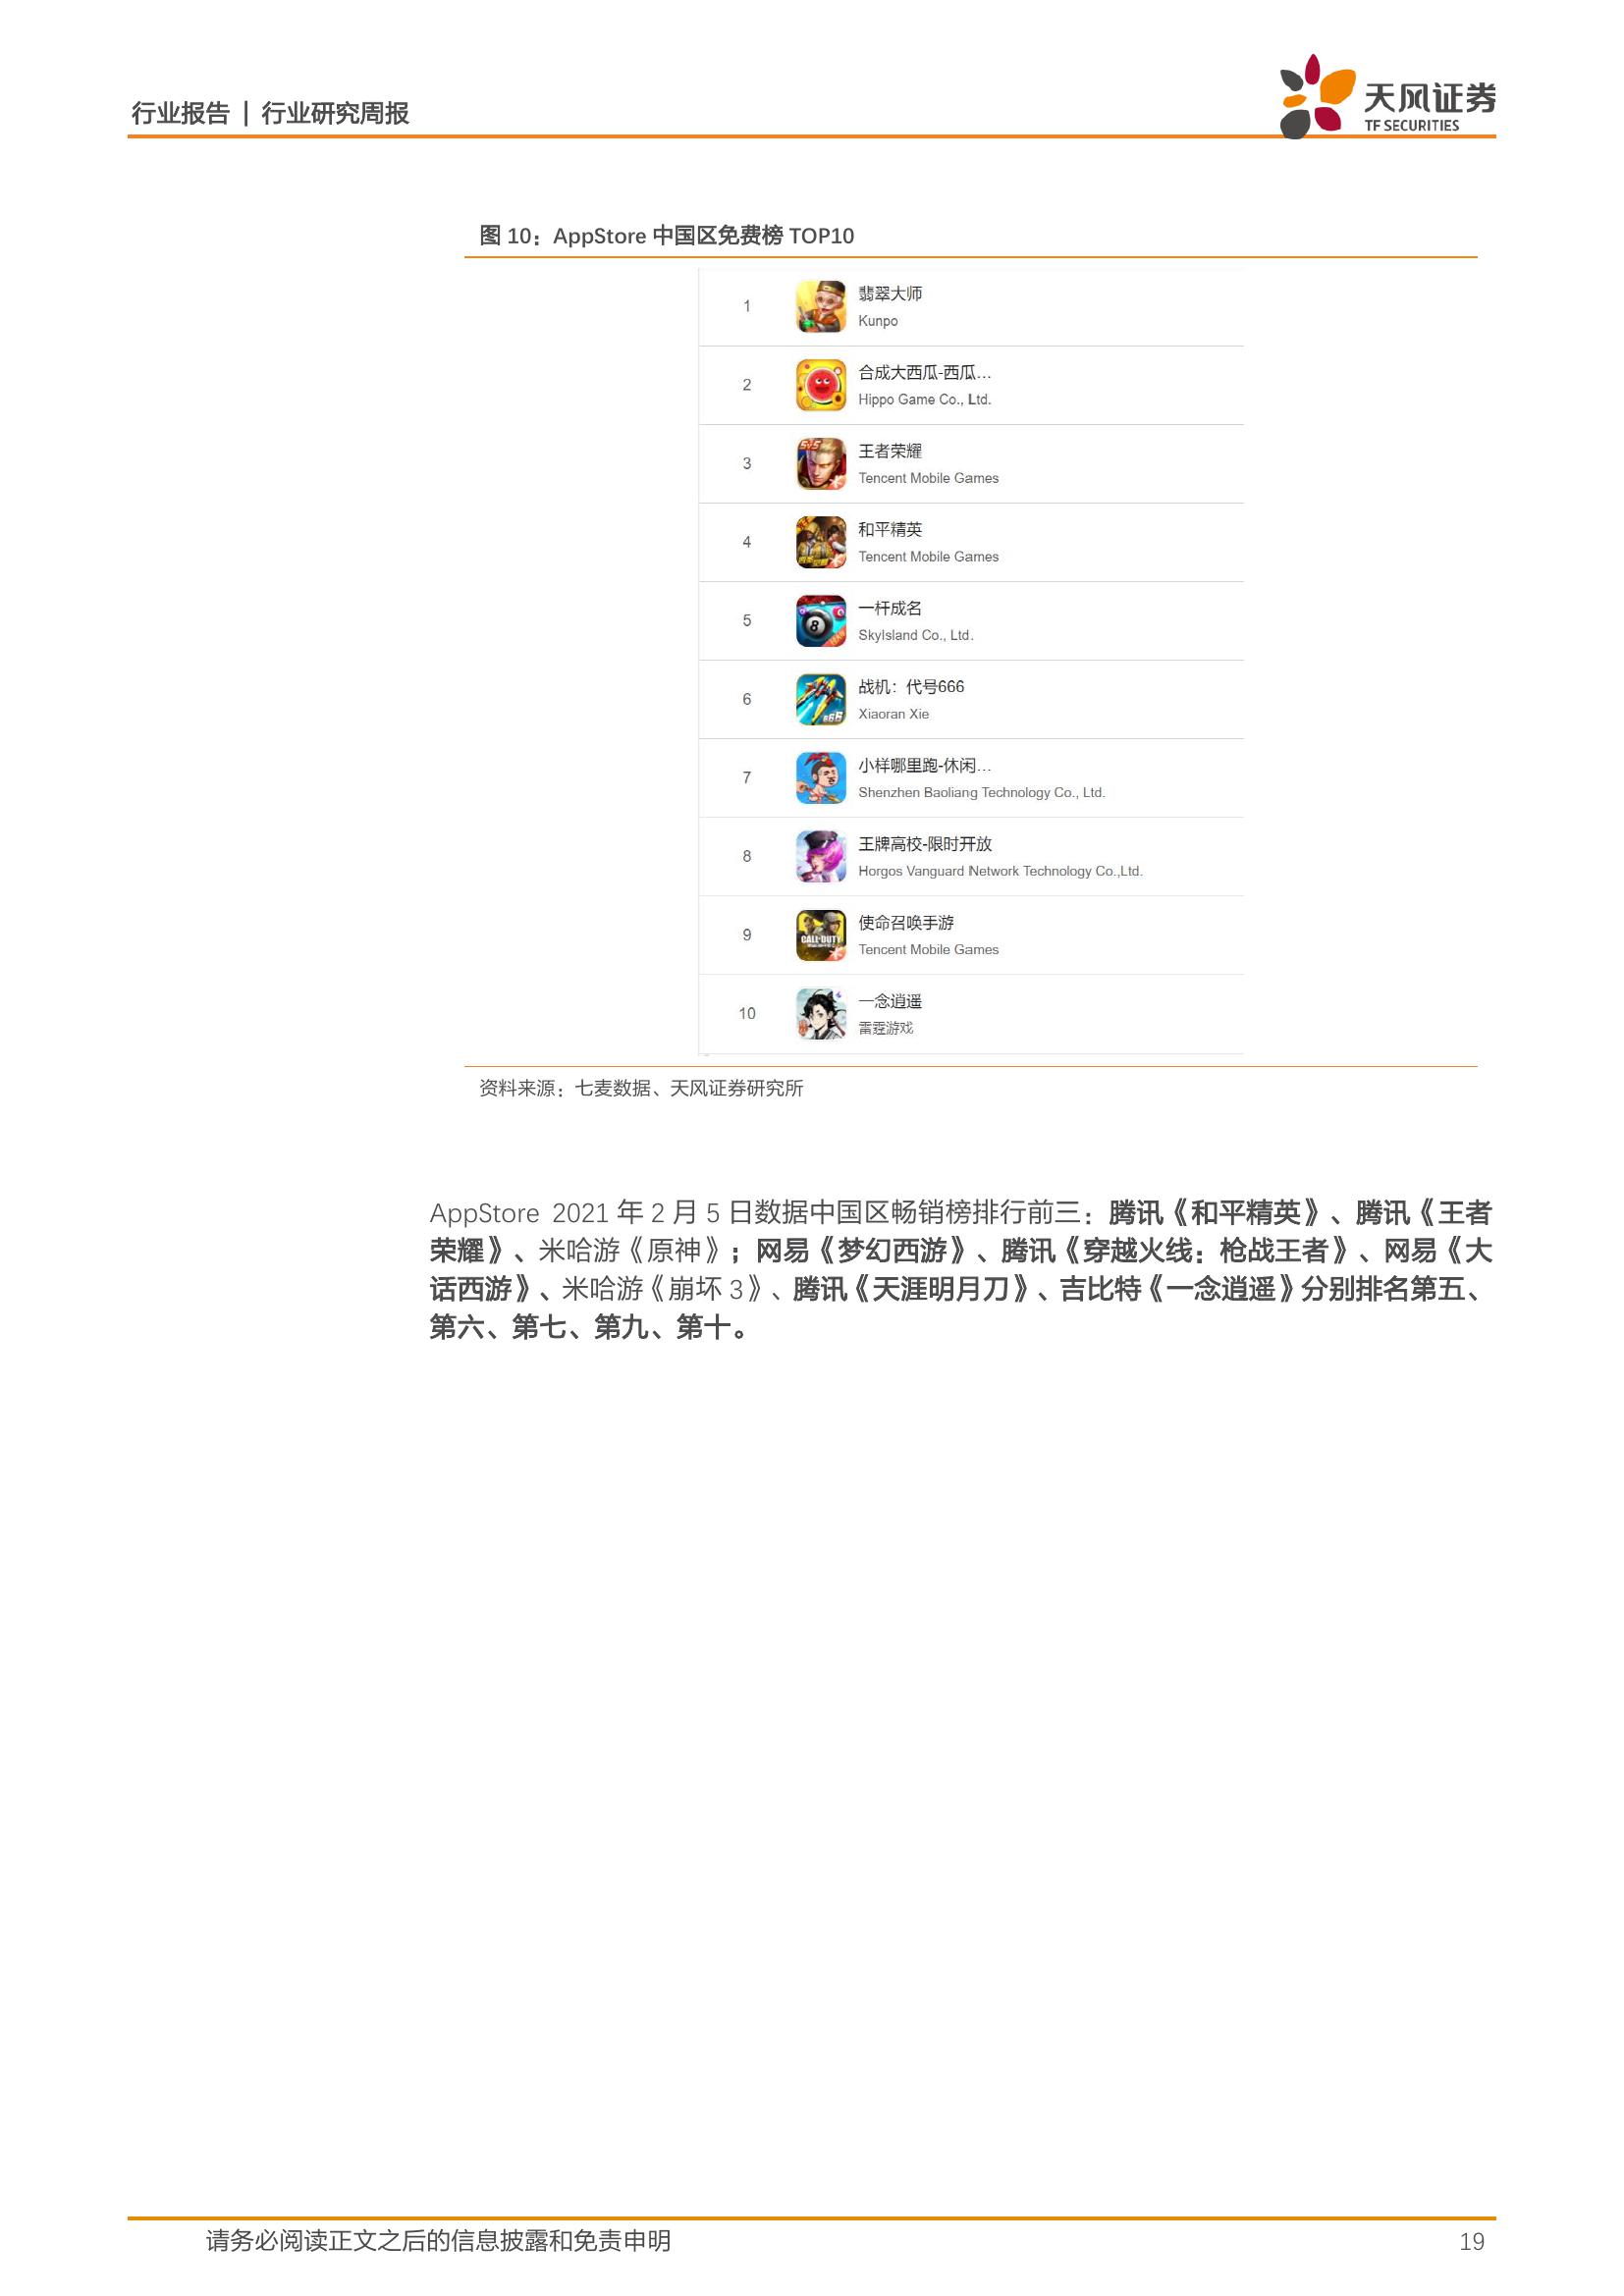 行业报告 | 行业研究周报
天风证券
TF SECURITIES
图 10：AppStore 中国区免费榜 TOP10
1
翡翠大师
Kunpo
2
合成大西瓜-西瓜…
Hippo Game Co., Ltd.
3
5v5
王者荣耀
Tencent Mobile Games
4
和平精英
Tencent Mobile Games
5
8
一杆成名
SkyIsland Co., Ltd.
6
666
战机：代号666
Xiaoran Xie
7
小样哪里跑-休闲…
Shenzhen Baoliang Technology Co., Ltd.
8
王牌高校-限时开放
Horgos Vanguard Network Technology Co.,Ltd.
9
CALL·DUTY
使命召唤手游
Tencent Mobile Games
10
一念逍遥
雷霆游戏
资料来源：七麦数据、天风证券研究所
AppStore 2021 年 2 月 5 日数据中国区畅销榜排行前三：腾讯《和平精英》、腾讯《王者
荣耀》、米哈游《原神》；网易《梦幻西游》、腾讯《穿越火线：枪战王者》、网易《大
话西游》、米哈游《崩坏 3》、腾讯《天涯明月刀》、吉比特《一念逍遥》分别排名第五、
第六、第七、第九、第十。
请务必阅读正文之后的信息披露和免责申明
19